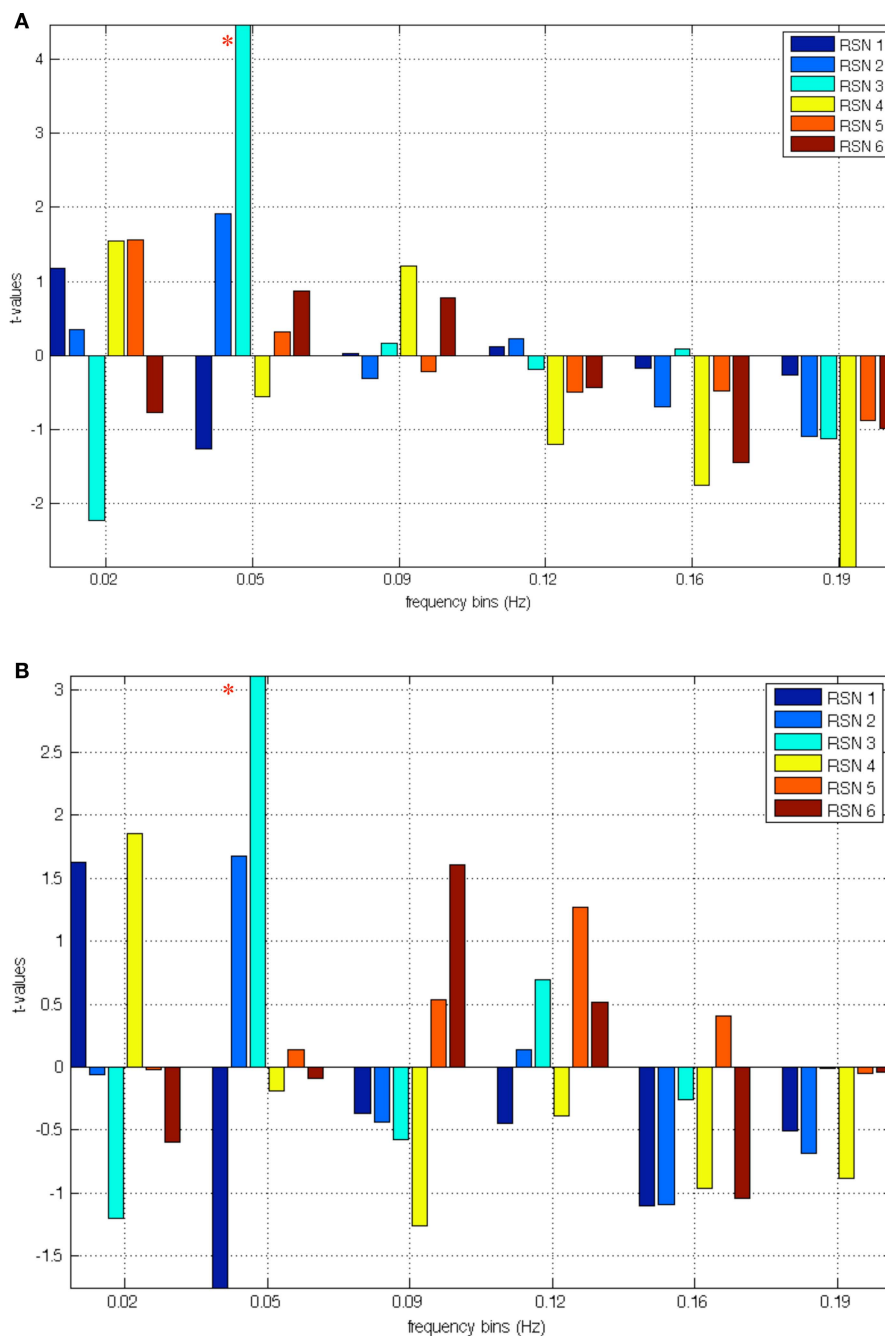 A
*
4
3
2
1
0
-1
-2
t-values
RSN 1
RSN 2
RSN 3
RSN 4
RSN 5
RSN 6
0.02 0.05 0.09 0.12 0.16 0.19
frequency bins (Hz)
B
*
3
2.5
2
1.5
1
0.5
0
-0.5
-1
-1.5
t-values
RSN 1
RSN 2
RSN 3
RSN 4
RSN 5
RSN 6
0.02 0.05 0.09 0.12 0.16 0.19
frequency bins (Hz)